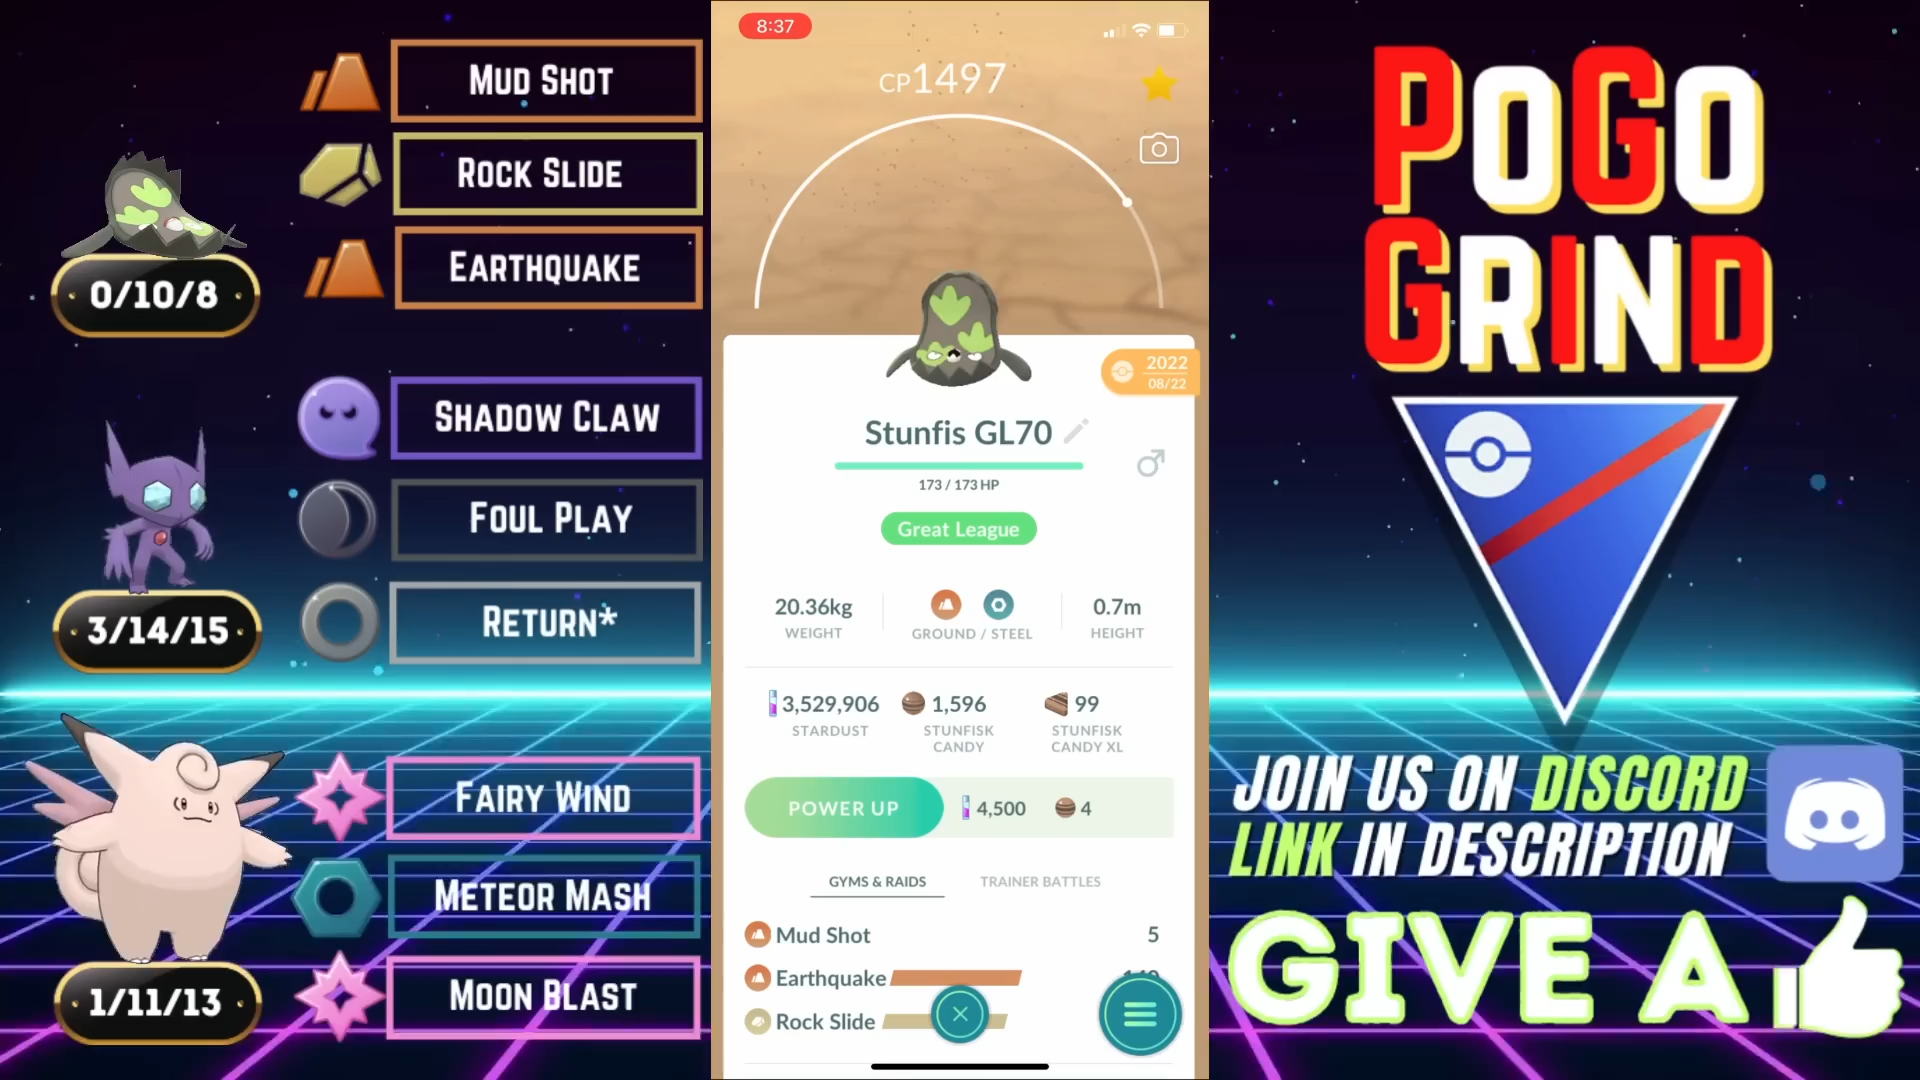 MUD SHOT
ROCK SLIDE
EARTHQUAKE
0/10/8
SHADOW CLAW
FOUL PLAY
RETURN*
3/14/15
FAIRY WIND
METEOR MASH
MOON BLAST
1/11/13
8:37
CP1497
2022
08/22
Stunfis GL70
173 / 173 HP
Great League
20.36kg
WEIGHT
GROUND / STEEL
0.7m
HEIGHT
3,529,906
STARDUST
1,596
STUNFISK
CANDY
99
STUNFISK
CANDY XL
POWER UP
4,500
4
GYMS & RAIDS
TRAINER BATTLES
Mud Shot
5
Earthquake
Rock Slide
POGO
GRIND
JOIN US ON DISCORD
LINK IN DESCRIPTION
GIVE A